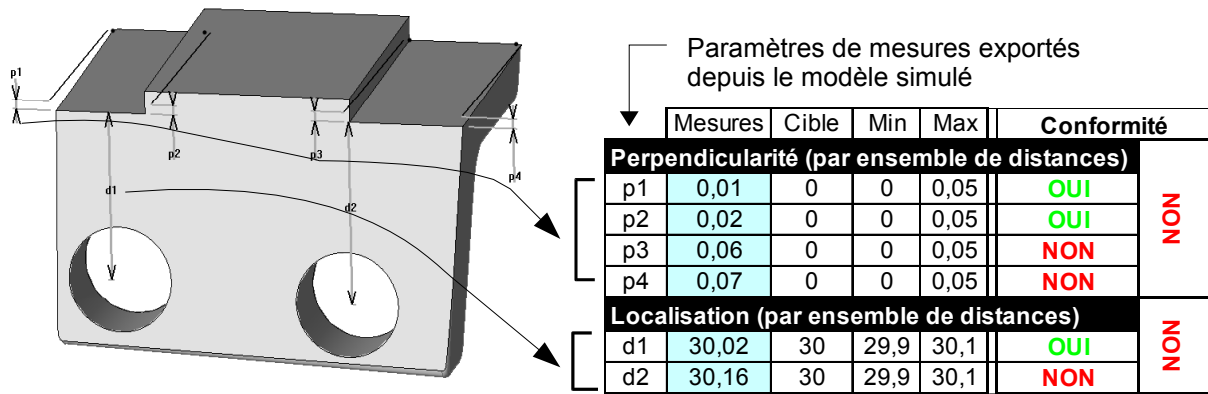 Paramètres de mesures exportés
depuis le modèle simulé
p1
p2
p3
p4
d1
d2
Mesures Cible Min Max Conformité
Perpendicularité (par ensemble de distances)
p1 0,01 0 0 0,05 OUI
p2 0,02 0 0 0,05 OUI
p3 0,06 0 0 0,05 NON
p4 0,07 0 0 0,05 NON
NON
Localisation (par ensemble de distances)
d1 30,02 30 29,9 30,1 OUI
d2 30,16 30 29,9 30,1 NON
NON